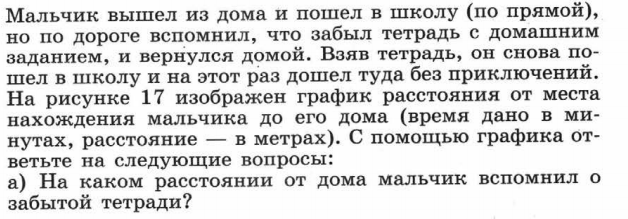 Мальчик вышел из дома и пошел в школу (по прямой),
но по дороге вспомнил, что забыл тетрадь с домашним
заданием, и вернулся домой. Взяв тетрадь, он снова по-
шел в школу и на этот раз дошел туда без приключений.
На рисунке 17 изображен график расстояния от места
нахождения мальчика до его дома (время дано в ми-
нутах, расстояние — в метрах). С помощью графика от-
ветьте на следующие вопросы:
а) На каком расстоянии от дома мальчик вспомнил о
забытой тетради?